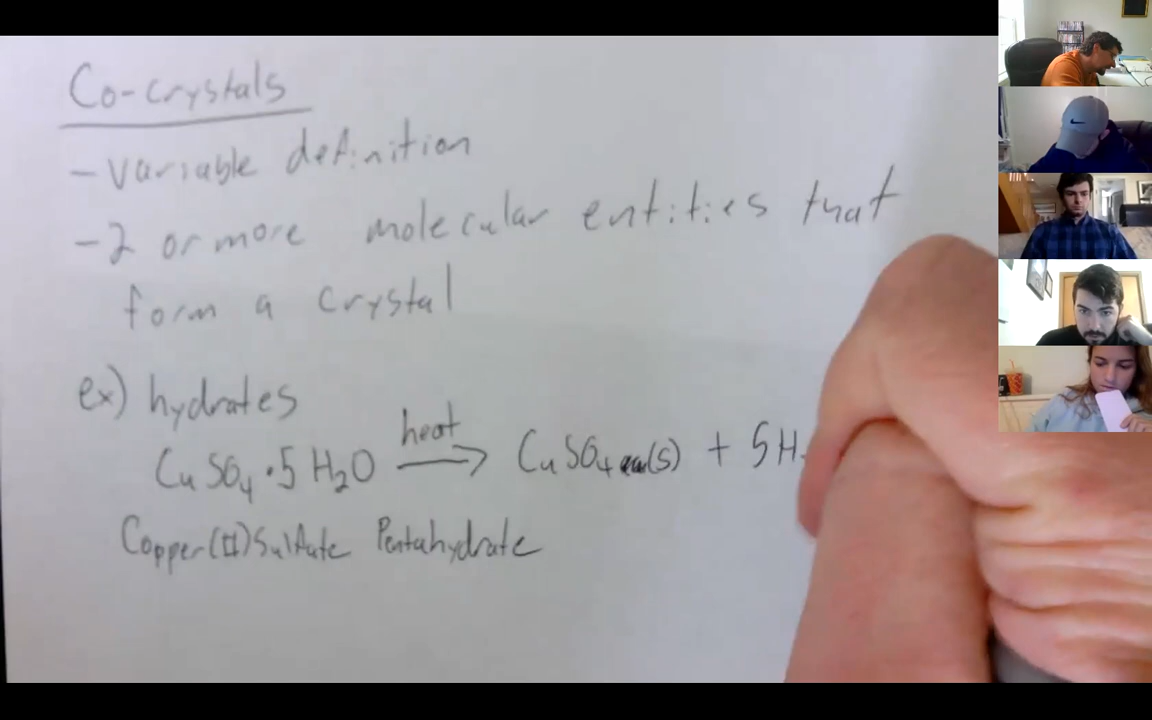 Co-crystals
- variable definition
- 2 or more molecular entities that
form a crystal
ex) hydrates
heat
CuSO₄·5 H₂O → CuSO₄ (s) + 5H
Copper(II)Sulfate Pentahydrate